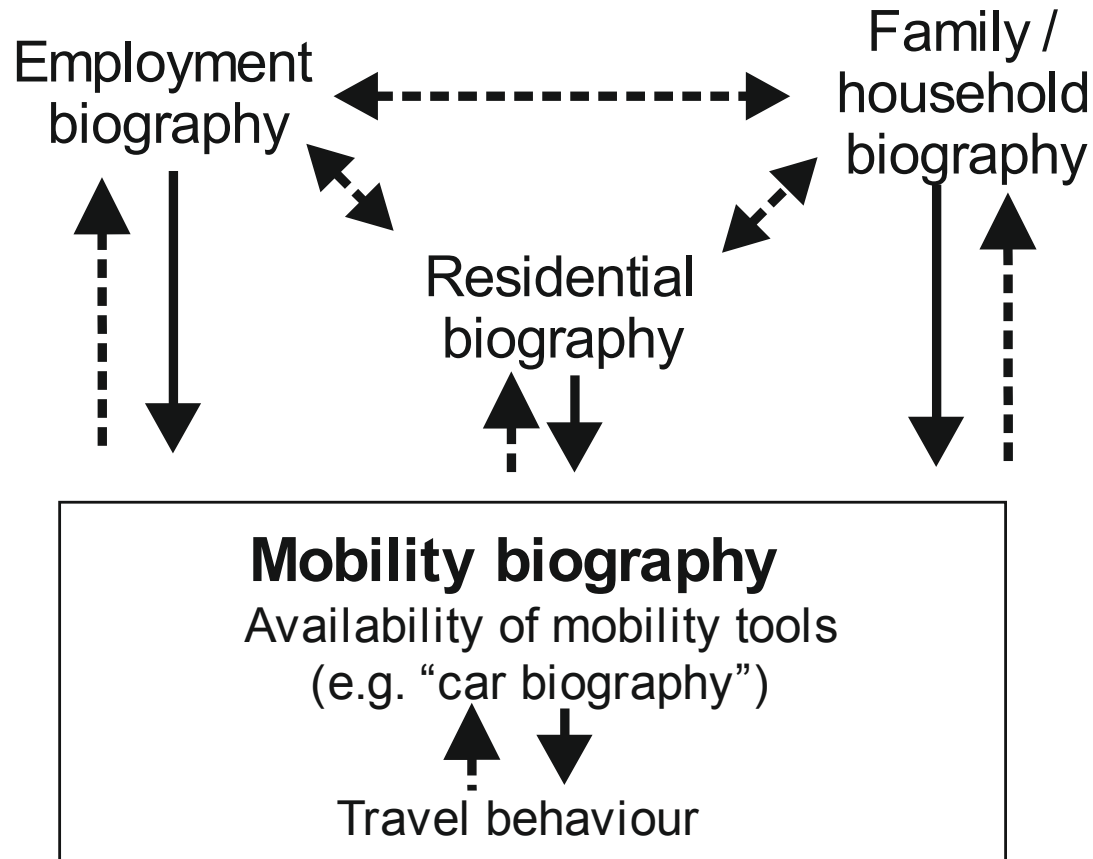 Employment
biography
Family /
household
biography
Residential
biography
Mobility biography
Availability of mobility tools
(e.g. “car biography”)
Travel behaviour